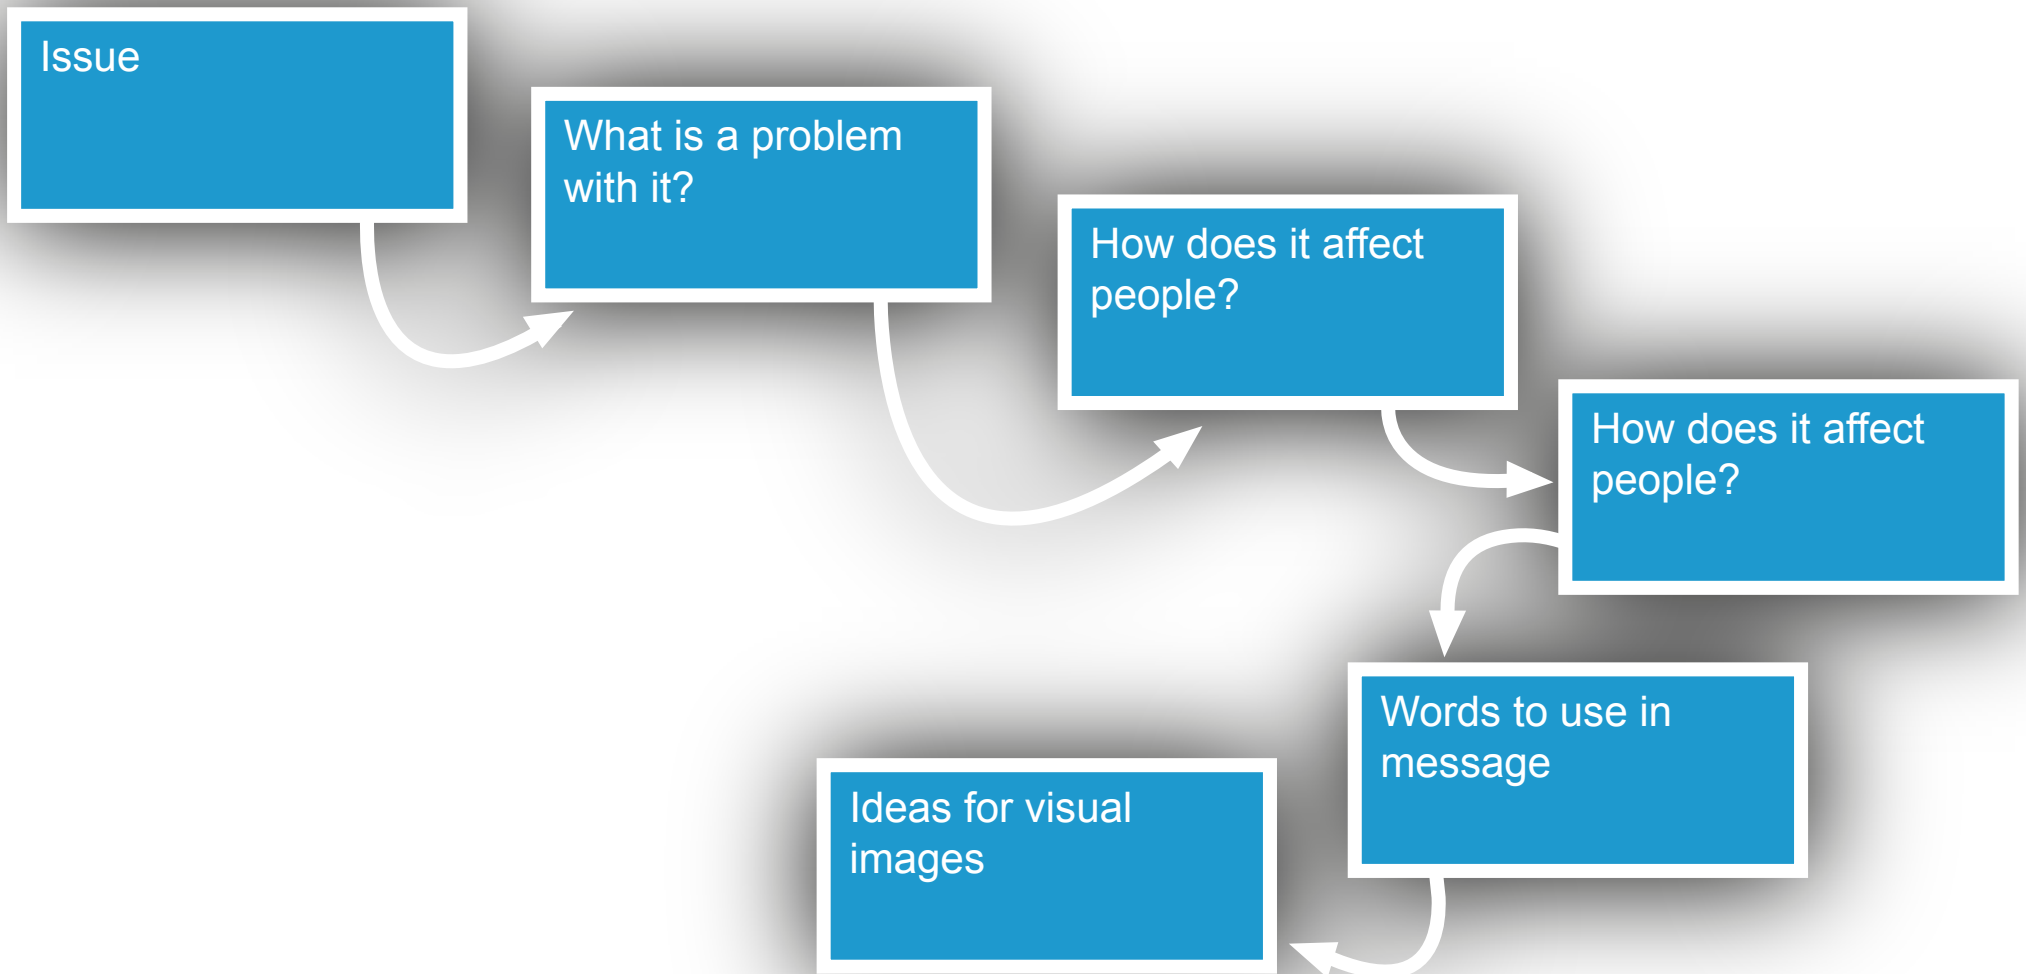 Issue
What is a problem
with it?
How does it affect
people?
How does it affect
people?
Words to use in
message
Ideas for visual
images